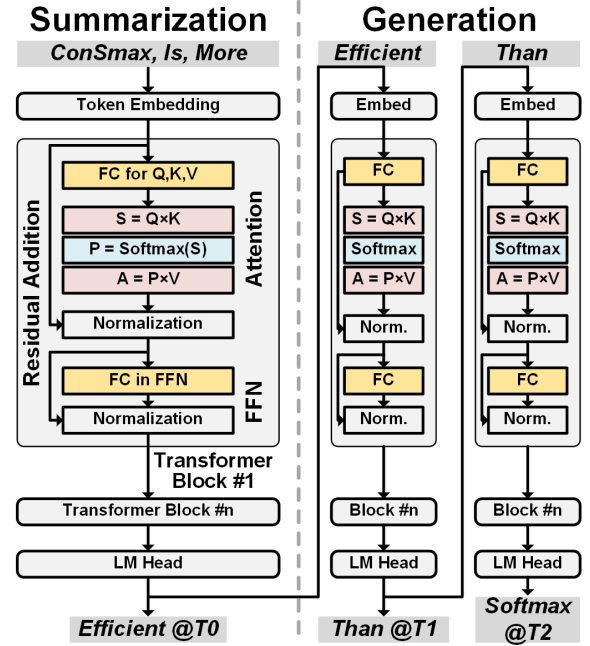 Summarization
ConSmax, Is, More
Token Embedding
FC for Q,K,V
S = Q×K
P = Softmax(S)
A = P×V
Normalization
Residual Addition
Attention
FC in FFN
Normalization
FFN
Transformer
Block #1
Transformer Block #n
LM Head
Efficient @T0
Generation
Efficient
Embed
FC
S = Q×K
Softmax
A = P×V
Norm.
FC
Norm.
Block #n
LM Head
Than @T1
Than
Embed
FC
S = Q×K
Softmax
A = P×V
Norm.
FC
Norm.
Block #n
LM Head
Softmax
@T2